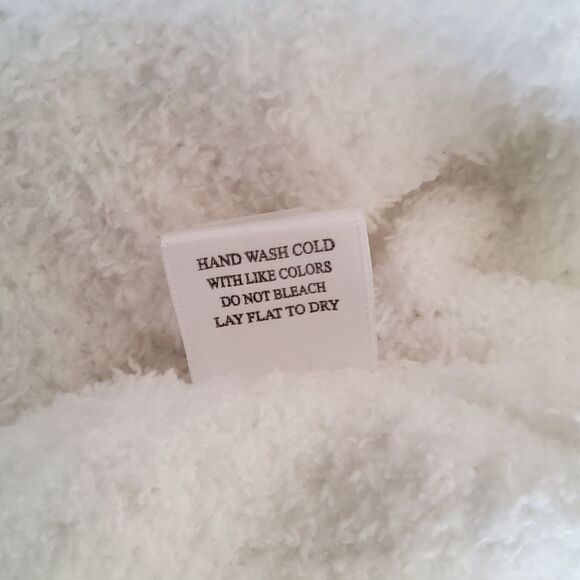 HAND WASH COLD
WITH LIKE COLORS
DO NOT BLEACH
LAY FLAT TO DRY